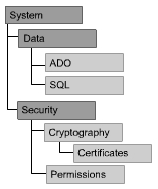 System
Data
ADO
SQL
Security
Cryptography
Certificates
Permissions